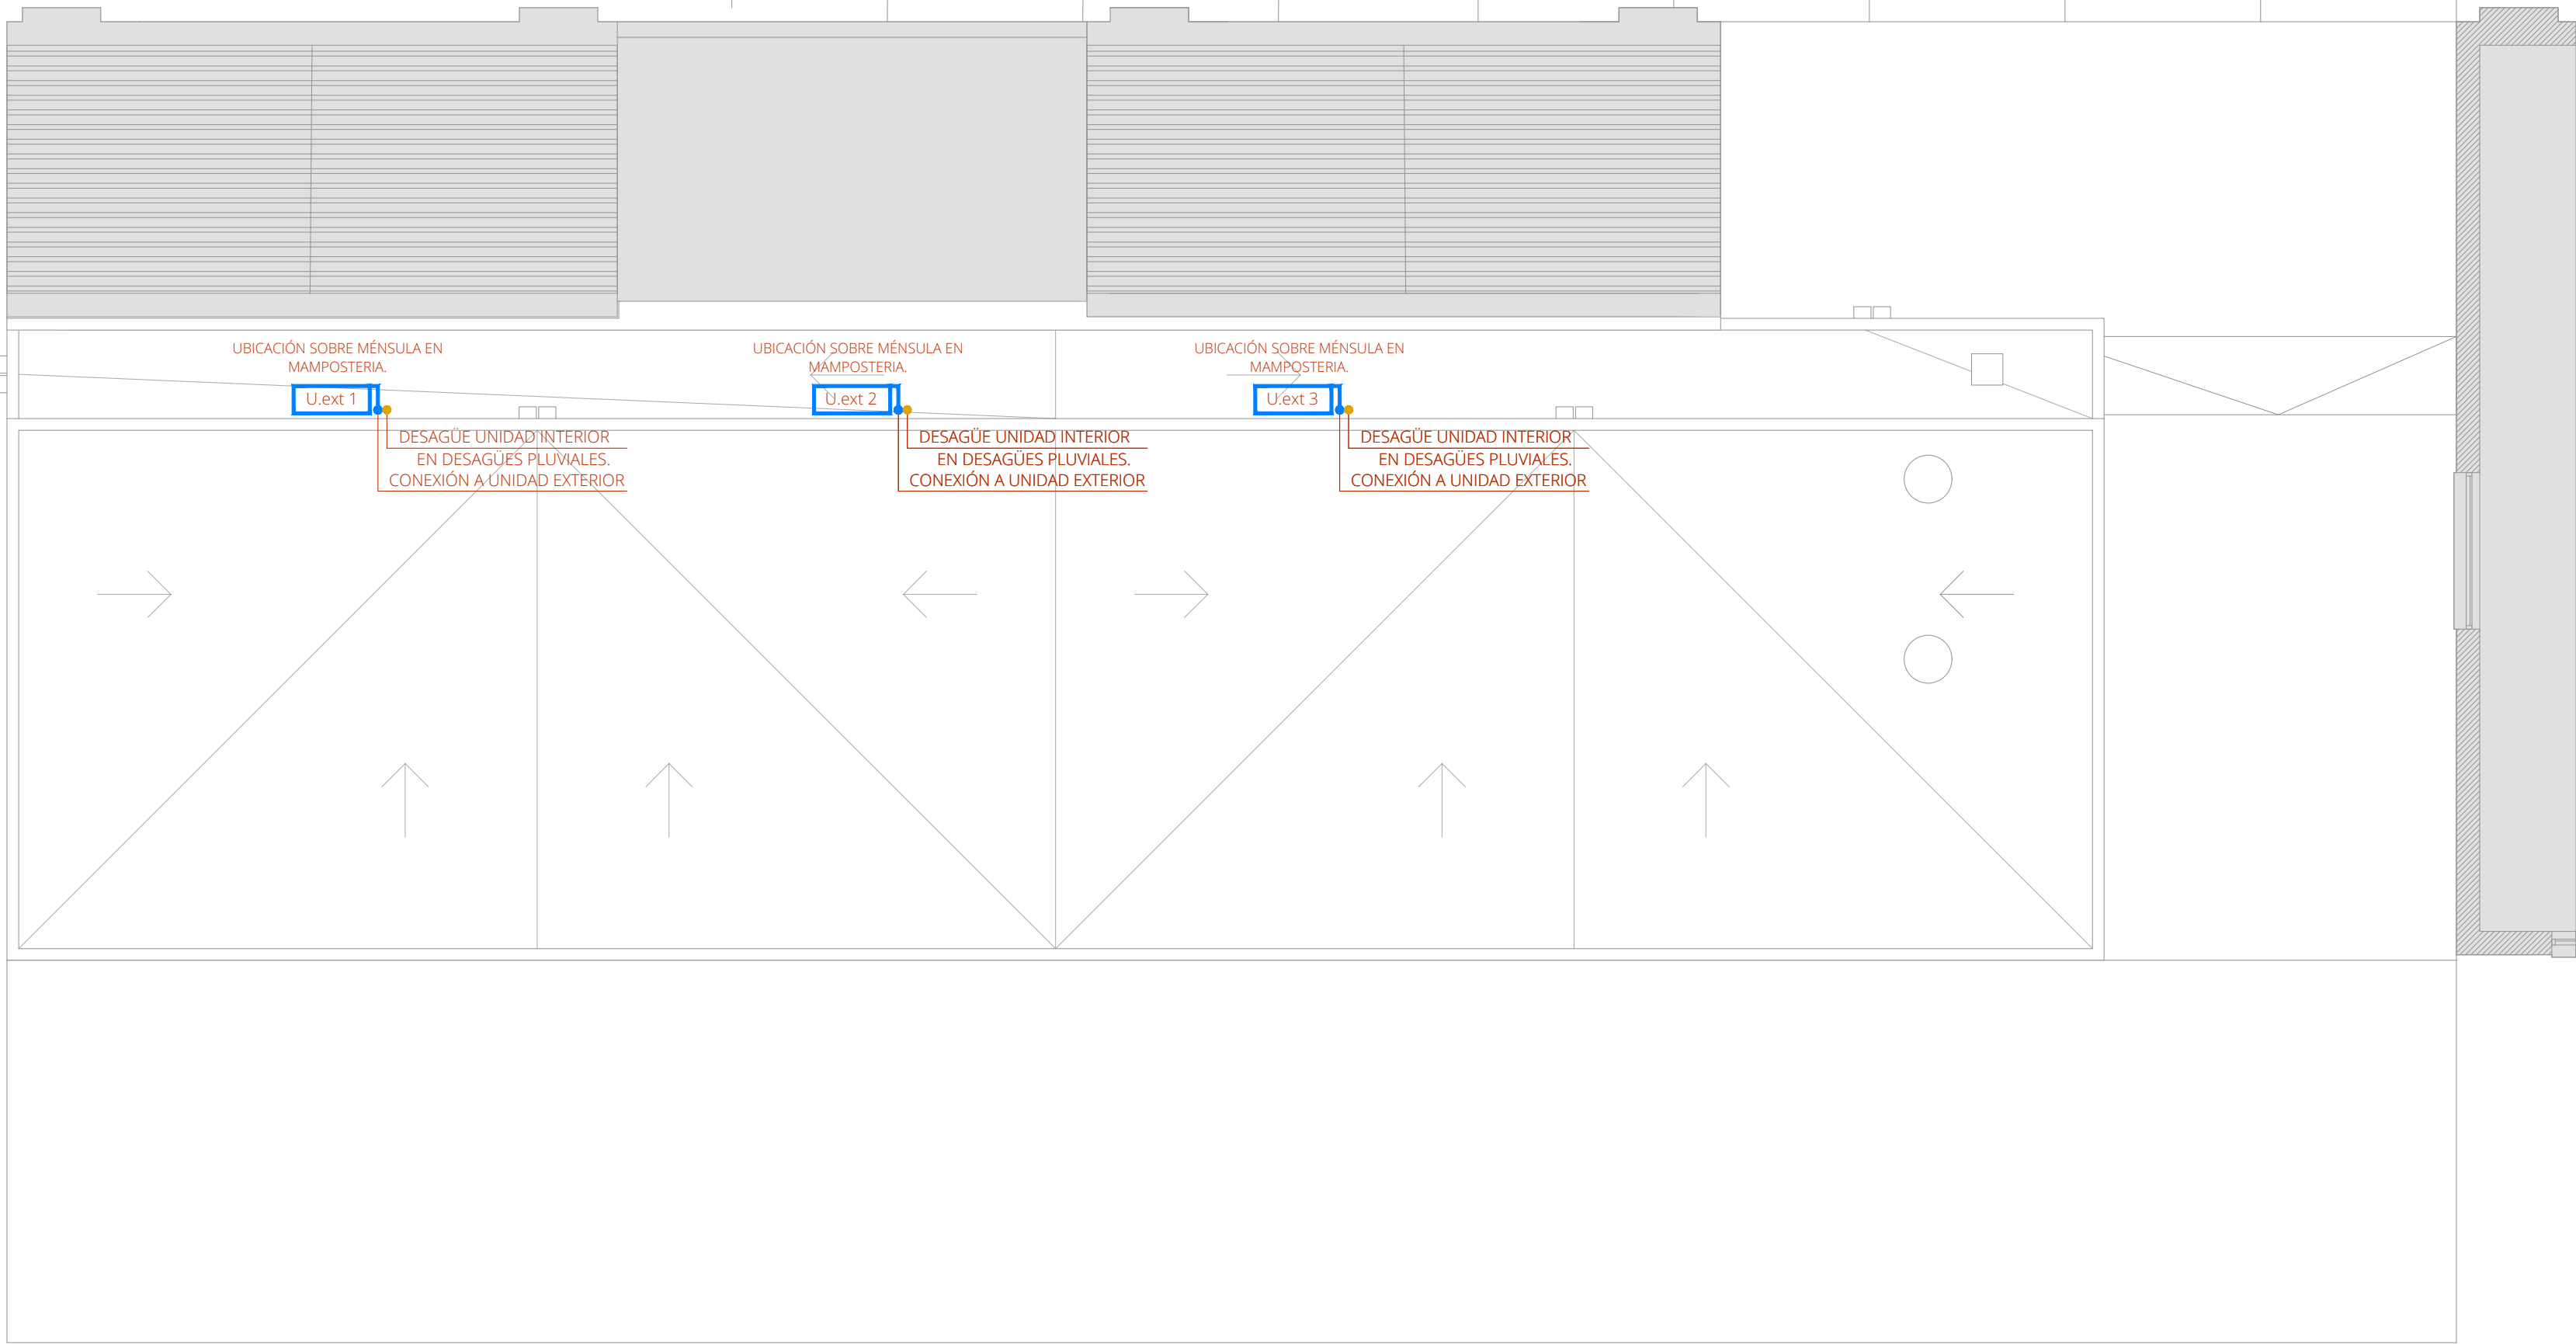 UBICACIÓN SOBRE MÉNSULA EN
MAMPOSTERIA.
U.ext 1
DESAGÜE UNIDAD INTERIOR
EN DESAGÜES PLUVIALES.
CONEXIÓN A UNIDAD EXTERIOR
UBICACIÓN SOBRE MÉNSULA EN
MAMPOSTERIA.
U.ext 2
DESAGÜE UNIDAD INTERIOR
EN DESAGÜES PLUVIALES.
CONEXIÓN A UNIDAD EXTERIOR
UBICACIÓN SOBRE MÉNSULA EN
MAMPOSTERIA.
U.ext 3
DESAGÜE UNIDAD INTERIOR
EN DESAGÜES PLUVIALES.
CONEXIÓN A UNIDAD EXTERIOR